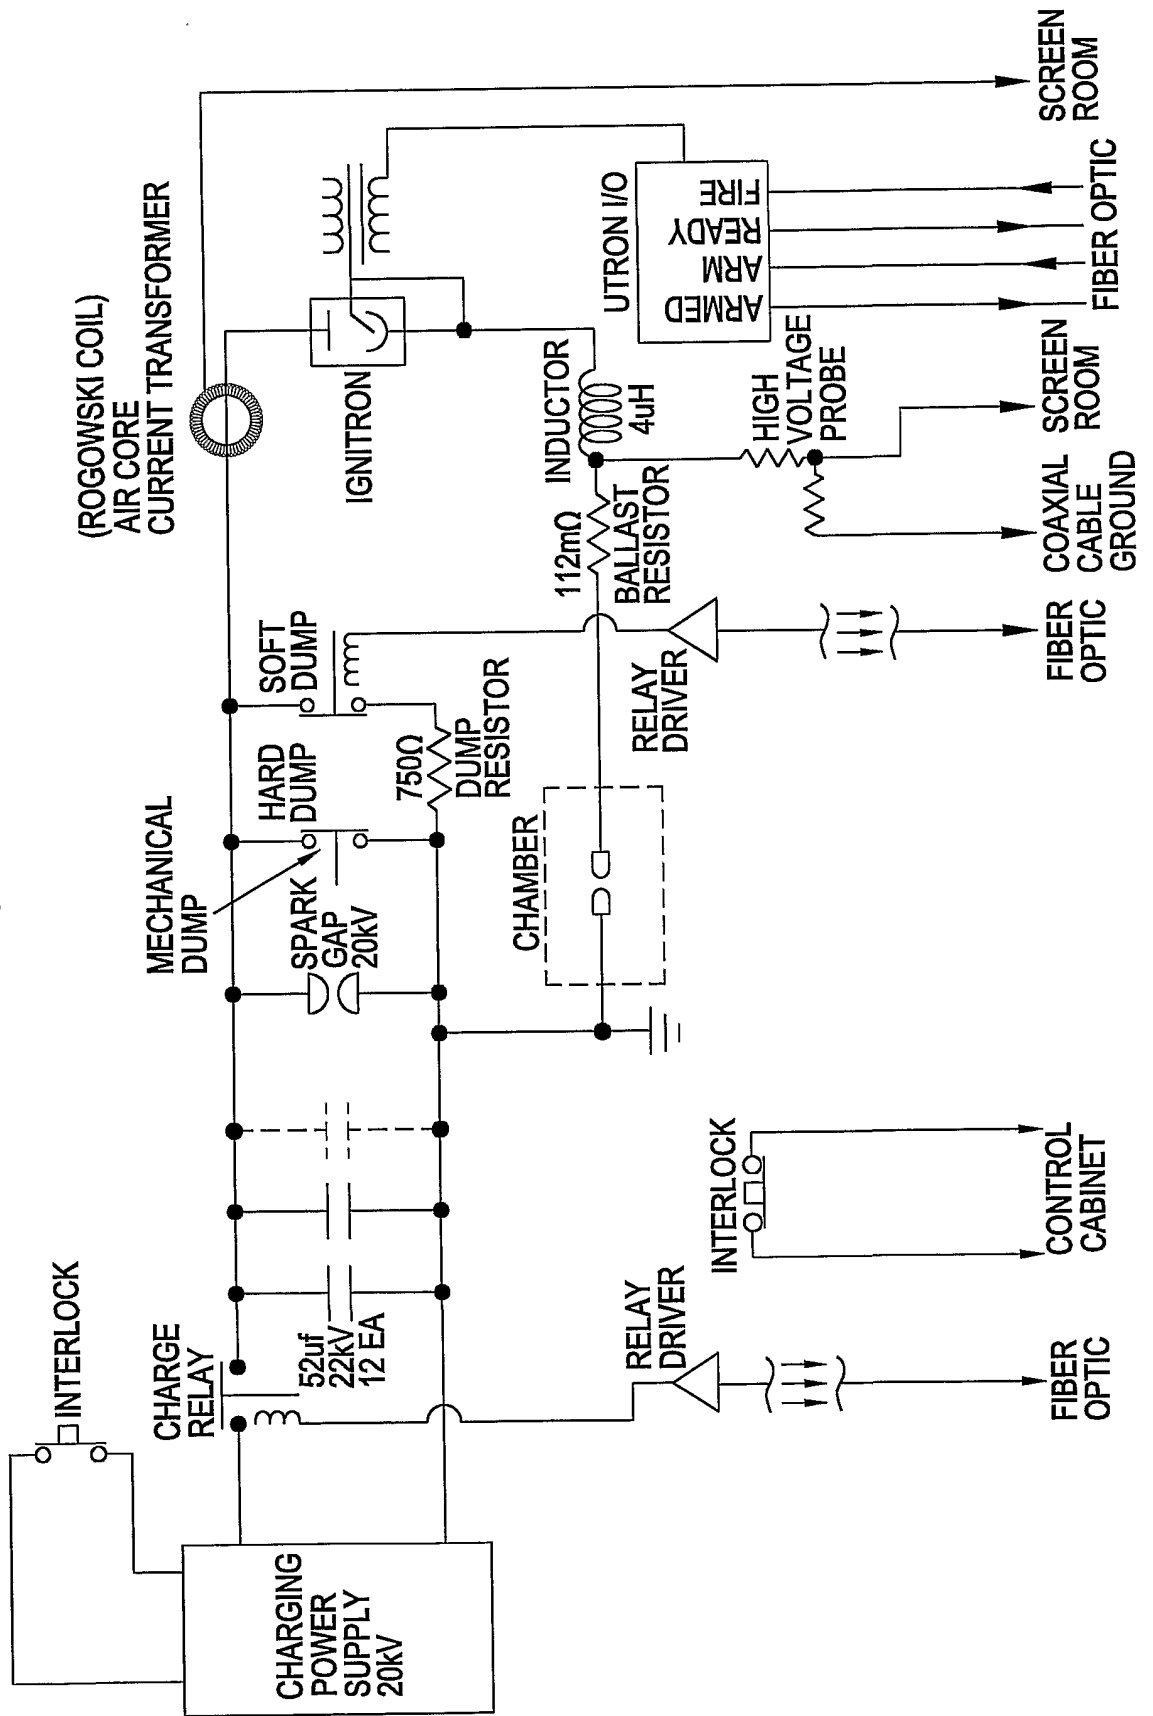 INTERLOCK
CHARGING
POWER
SUPPLY
20kV
CHARGE
RELAY
52uf
22kV
12 EA
RELAY
DRIVER
FIBER
OPTIC
INTERLOCK
CONTROL
CABINET
MECHANICAL
DUMP
SPARK
GAP
20kV
HARD
DUMP
SOFT
DUMP
750Ω
DUMP
RESISTOR
CHAMBER
RELAY
DRIVER
FIBER
OPTIC
(ROGOWSKI COIL)
AIR CORE
CURRENT TRANSFORMER
IGNITRON
INDUCTOR
4uH
112mΩ
BALLAST
RESISTOR
HIGH
VOLTAGE
PROBE
COAXIAL
CABLE
GROUND
SCREEN
ROOM
UTRON I/O
ARMED
ARM
READY
FIRE
FIBER OPTIC
SCREEN
ROOM